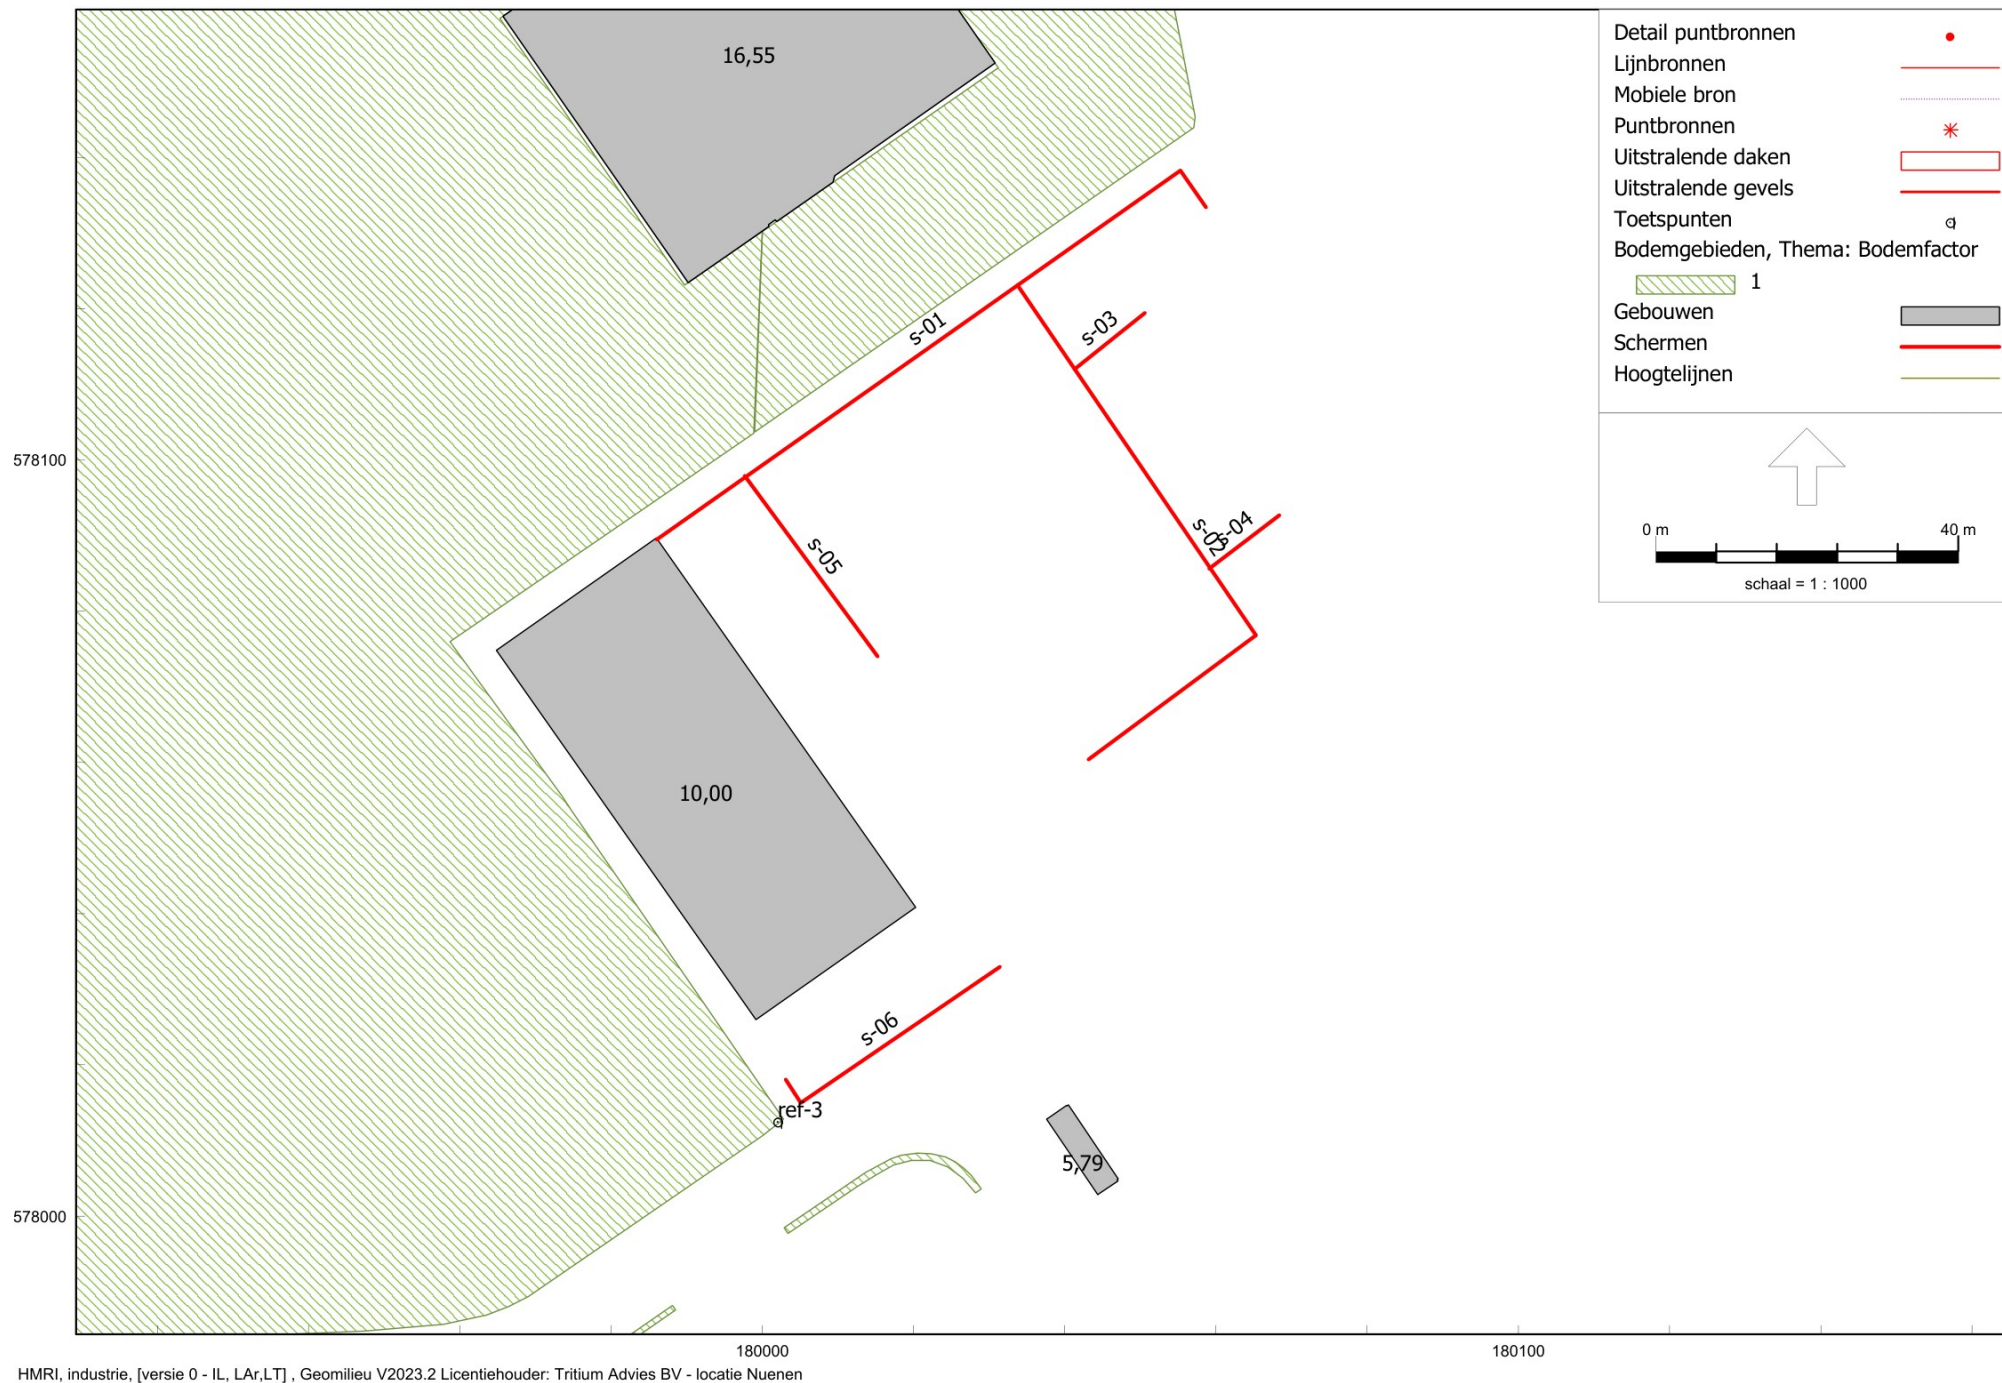 16,55
Detail puntbronnen
Lijnbronnen
Mobiele bron
Puntbronnen
Uitstralende daken
Uitstralende gevels
Toetspunten
Bodemgebieden, Thema: Bodemfactor
1
Gebouwen
Schermen
Hoogtelijnen
0 m 40 m
schaal = 1 : 1000
s-01
s-03
578100
s-02
s-04
s-05
10,00
s-06
ref-3
5,79
578000
180000 180100
HMRI, industrie, [versie 0 - IL, LAr,LT] , Geomilieu V2023.2 Licentiehouder: Tritium Advies BV - locatie Nuenen